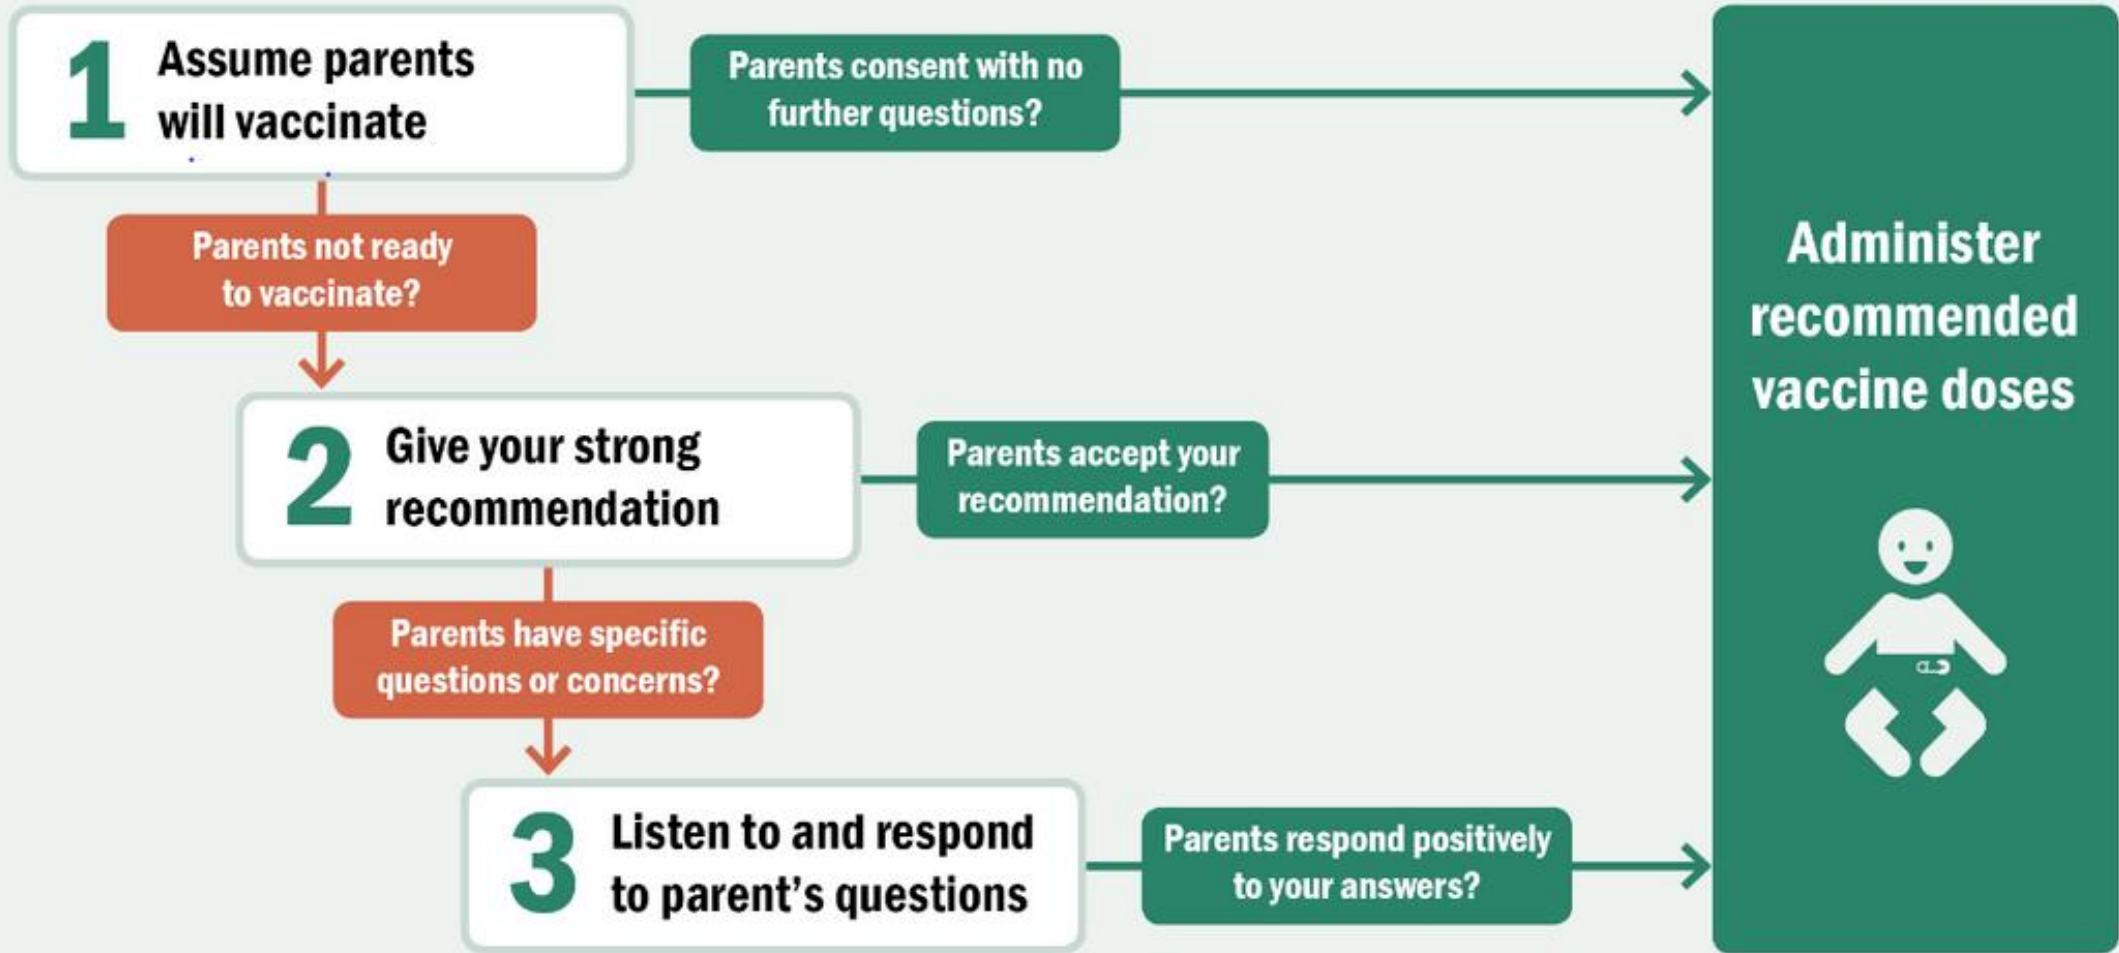 1 Assume parents
will vaccinate
Parents consent with no
further questions?
Parents not ready
to vaccinate?
2 Give your strong
recommendation
Parents accept your
recommendation?
Parents have specific
questions or concerns?
3 Listen to and respond
to parent’s questions
Parents respond positively
to your answers?
Administer
recommended
vaccine doses